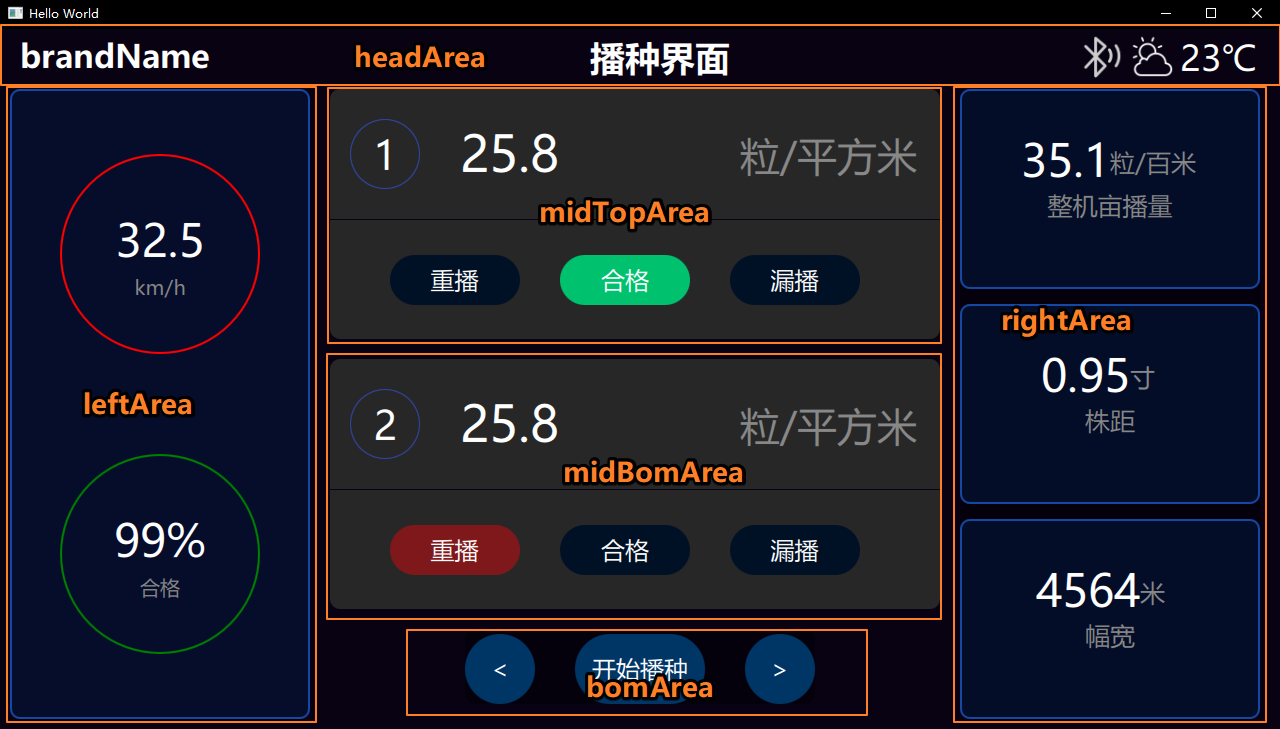 Hello World
brandName
headArea
播种界面
23℃
32.5
km/h
leftArea
99%
合格
1
25.8
粒/平方米
midTopArea
重播
合格
漏播
2
25.8
粒/平方米
midBomArea
重播
合格
漏播
<
开始播种
>
bomArea
35.1粒/百米
整机亩播量
rightArea
0.95寸
株距
4564米
幅宽